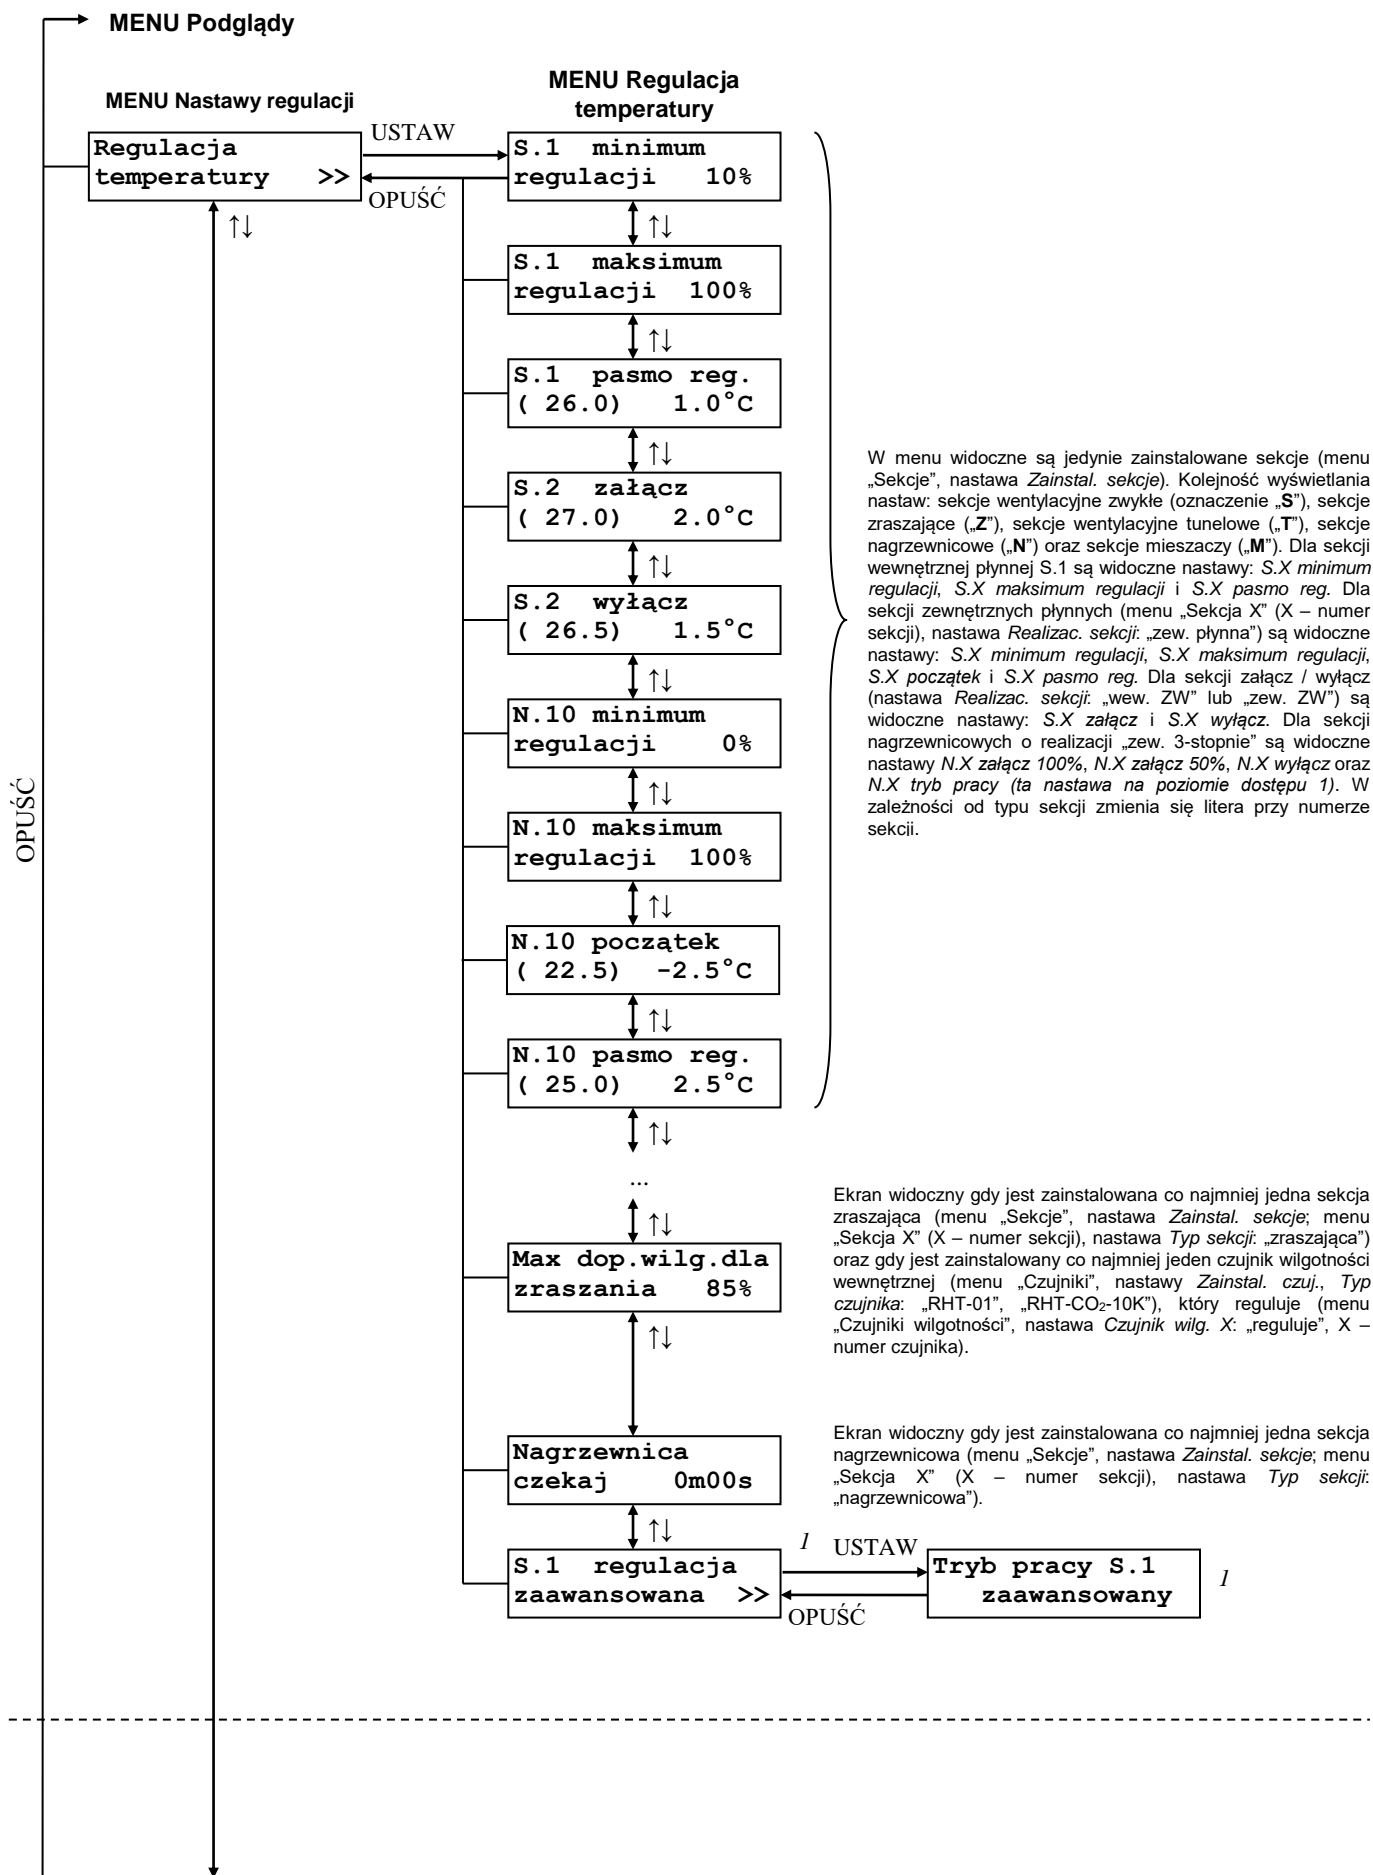 MENU Podglądy
MENU Nastawy regulacji
MENU Regulacja
temperatury
Regulacja
temperatury >>
USTAW
OPUŚĆ
↑↓
S.1 minimum
regulacji 10%
↑↓
S.1 maksimum
regulacji 100%
↑↓
S.1 pasmo reg.
( 26.0) 1.0°C
↑↓
S.2 załącz
( 27.0) 2.0°C
↑↓
S.2 wyłącz
( 26.5) 1.5°C
↑↓
N.10 minimum
regulacji 0%
↑↓
N.10 maksimum
regulacji 100%
↑↓
N.10 początek
( 22.5) -2.5°C
↑↓
N.10 pasmo reg.
( 25.0) 2.5°C
↑↓
...
↑↓
W menu widoczne są jedynie zainstalowane sekcje (menu
„Sekcje”, nastawa Zainstal. sekcje). Kolejność wyświetlania
nastaw: sekcje wentylacyjne zwykłe (oznaczenie „S”), sekcje
zraszające („Z”), sekcje wentylacyjne tunelowe („T”), sekcje
nagrzewnicowe („N”) oraz sekcje mieszaczy („M”). Dla sekcji
wewnętrznej płynnej S.1 są widoczne nastawy: S.X minimum
regulacji, S.X maksimum regulacji i S.X pasmo reg. Dla
sekcji zewnętrznych płynnych (menu „Sekcja X” (X – numer
sekcji), nastawa Realizac. sekcji: „zew. płynna”) są widoczne
nastawy: S.X minimum regulacji, S.X maksimum regulacji,
S.X początek i S.X pasmo reg. Dla sekcji załącz / wyłącz
(nastawa Realizac. sekcji: „wew. ZW” lub „zew. ZW”) są
widoczne nastawy: S.X załącz i S.X wyłącz. Dla sekcji
nagrzewnicowych o realizacji „zew. 3-stopnie” są widoczne
nastawy N.X załącz 100%, N.X załącz 50%, N.X wyłącz oraz
N.X tryb pracy (ta nastawa na poziomie dostępu 1). W
zależności od typu sekcji zmienia się litera przy numerze
sekcji.
OPUŚĆ
Max dop.wilg.dla
zraszania 85%
↑↓
Ekran widoczny gdy jest zainstalowana co najmniej jedna sekcja
zraszająca (menu „Sekcje”, nastawa Zainstal. sekcje; menu
„Sekcja X” (X – numer sekcji), nastawa Typ sekcji: „zraszająca”)
oraz gdy jest zainstalowany co najmniej jeden czujnik wilgotności
wewnętrznej (menu „Czujniki”, nastawy Zainstal. czuj., Typ
czujnika: „RHT-01”, „RHT-CO₂-10K”), który reguluje (menu
„Czujniki wilgotności”, nastawa Czujnik wilg. X: „reguluje”, X –
numer czujnika).
Nagrzewnica
czekaj 0m00s
↑↓
Ekran widoczny gdy jest zainstalowana co najmniej jedna sekcja
nagrzewnicowa (menu „Sekcje”, nastawa Zainstal. sekcje; menu
„Sekcja X” (X – numer sekcji), nastawa Typ sekcji:
„nagrzewnicowa”).
S.1 regulacja
zaawansowana >>
1 USTAW
OPUŚĆ
Tryb pracy S.1
zaawansowany
1